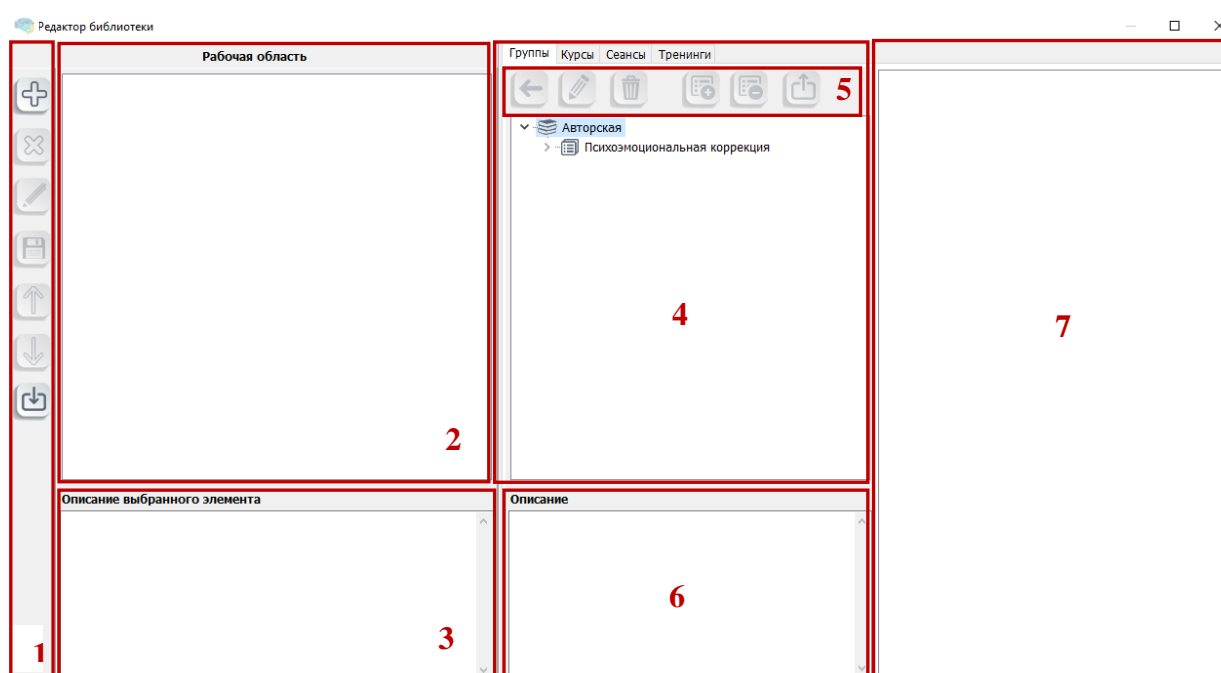 Редактор библиотеки
Рабочая область
Группы Курсы Сеансы Тренинги
5
Авторская
Психоэмоциональная коррекция
4
7
2
Описание выбранного элемента
Описание
6
3
1